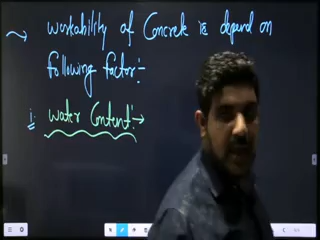 ~ Workability of Concrete is depend on
following factor:-
i. Water Content:→